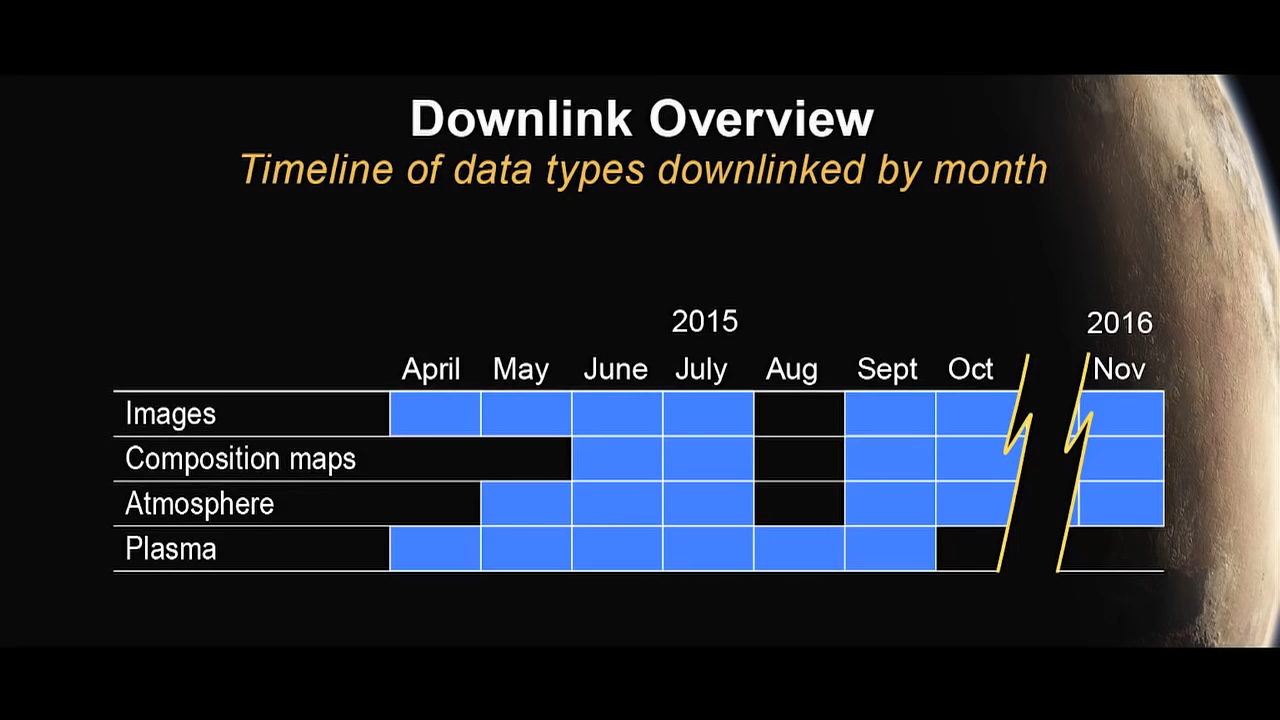 Downlink Overview
Timeline of data types downlinked by month
2015 2016
April May June July Aug Sept Oct Nov
Images
Composition maps
Atmosphere
Plasma